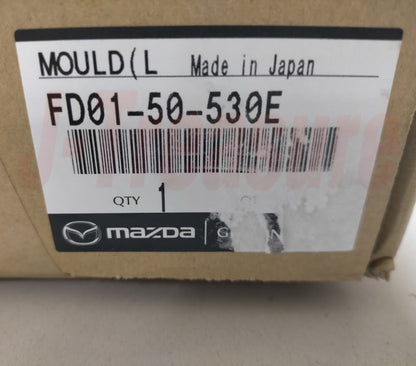 MOULD(L Made in Japan
FD01-50-530E
QTY 1
mazda